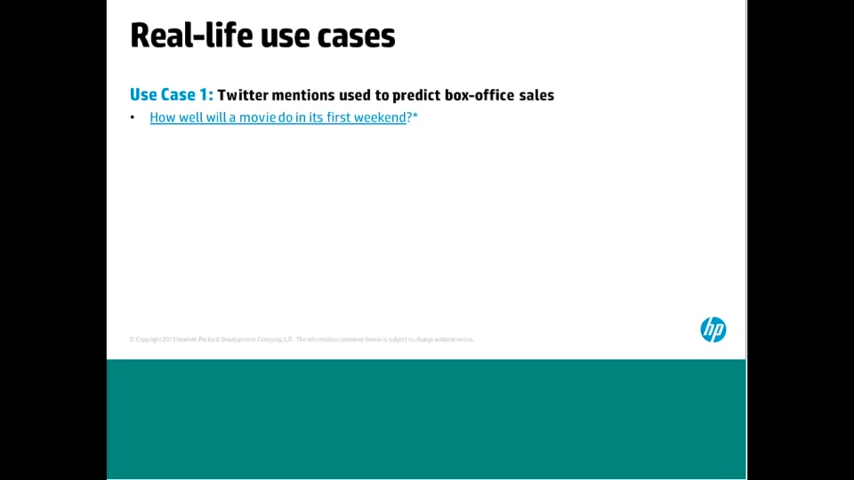 Real-life use cases
Use Case 1: Twitter mentions used to predict box-office sales
• How well will a movie do in its first weekend?*
© Copyright 2013 Hewlett-Packard Development Company, L.P. The information contained herein is subject to change without notice.
hp